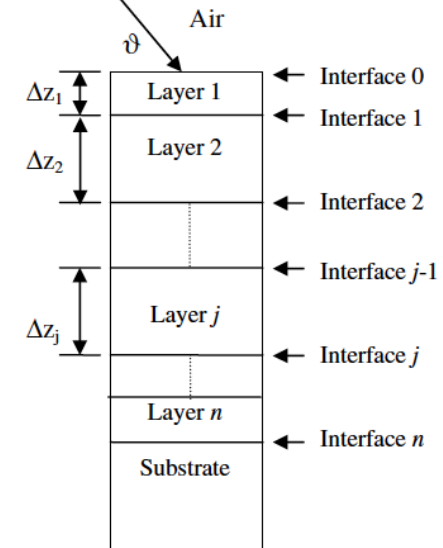 Air
ϑ
Interface 0
Δz1
Layer 1
Interface 1
Layer 2
Δz2
Interface 2
Interface j-1
Layer j
Δzj
Interface j
Layer n
Interface n
Substrate